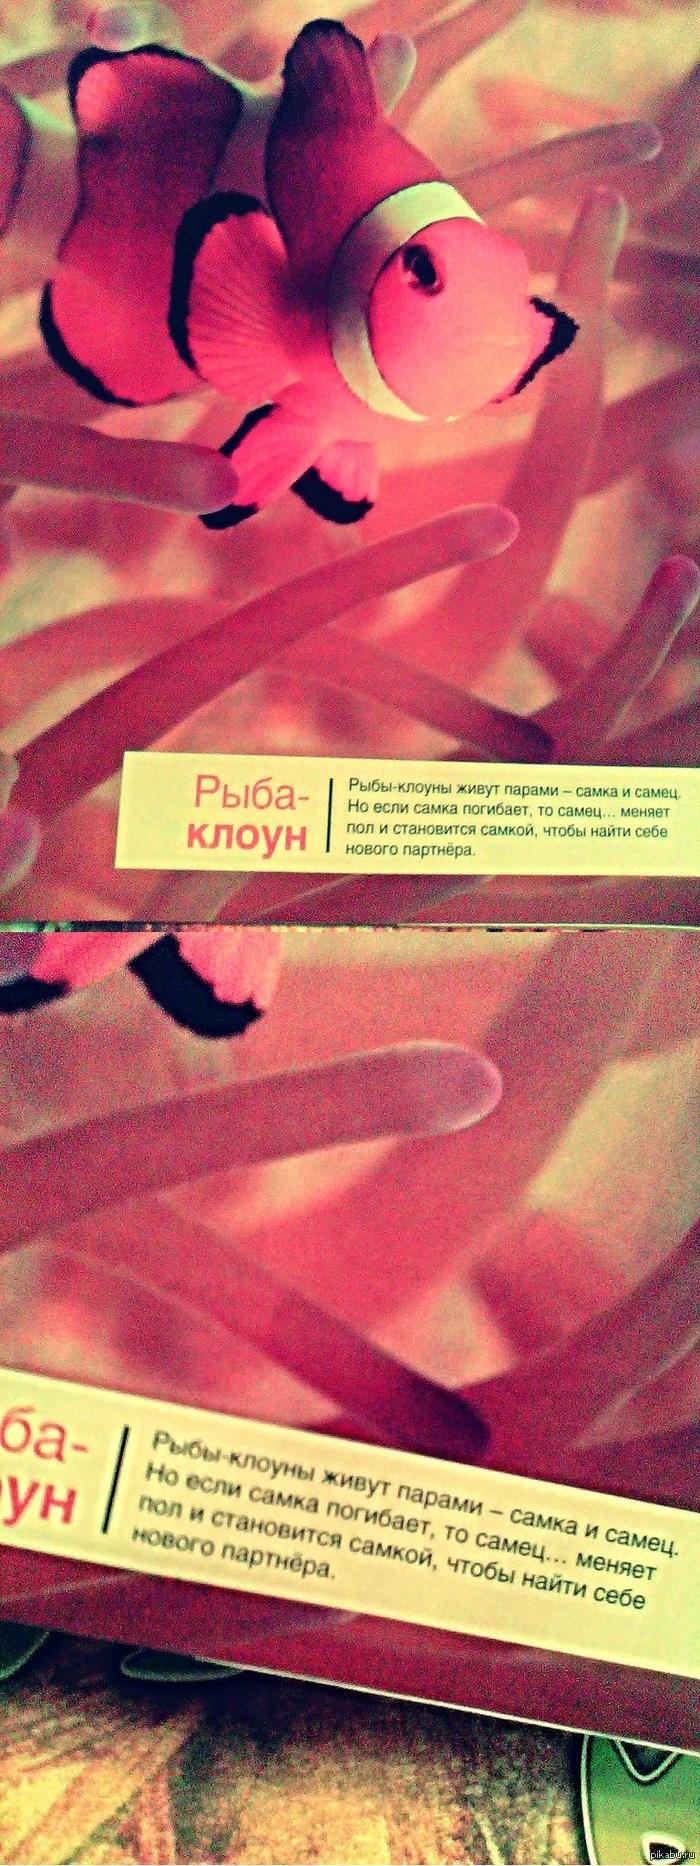 Рыба-
клоун
Рыбы-клоуны живут парами – самка и самец.
Но если самка погибает, то самец... меняет
пол и становится самкой, чтобы найти себе
нового партнёра.
ба-
оун
Рыбы-клоуны живут парами – самка и самец.
Но если самка погибает, то самец... меняет
пол и становится самкой, чтобы найти себе
нового партнёра.
pikabu.ru